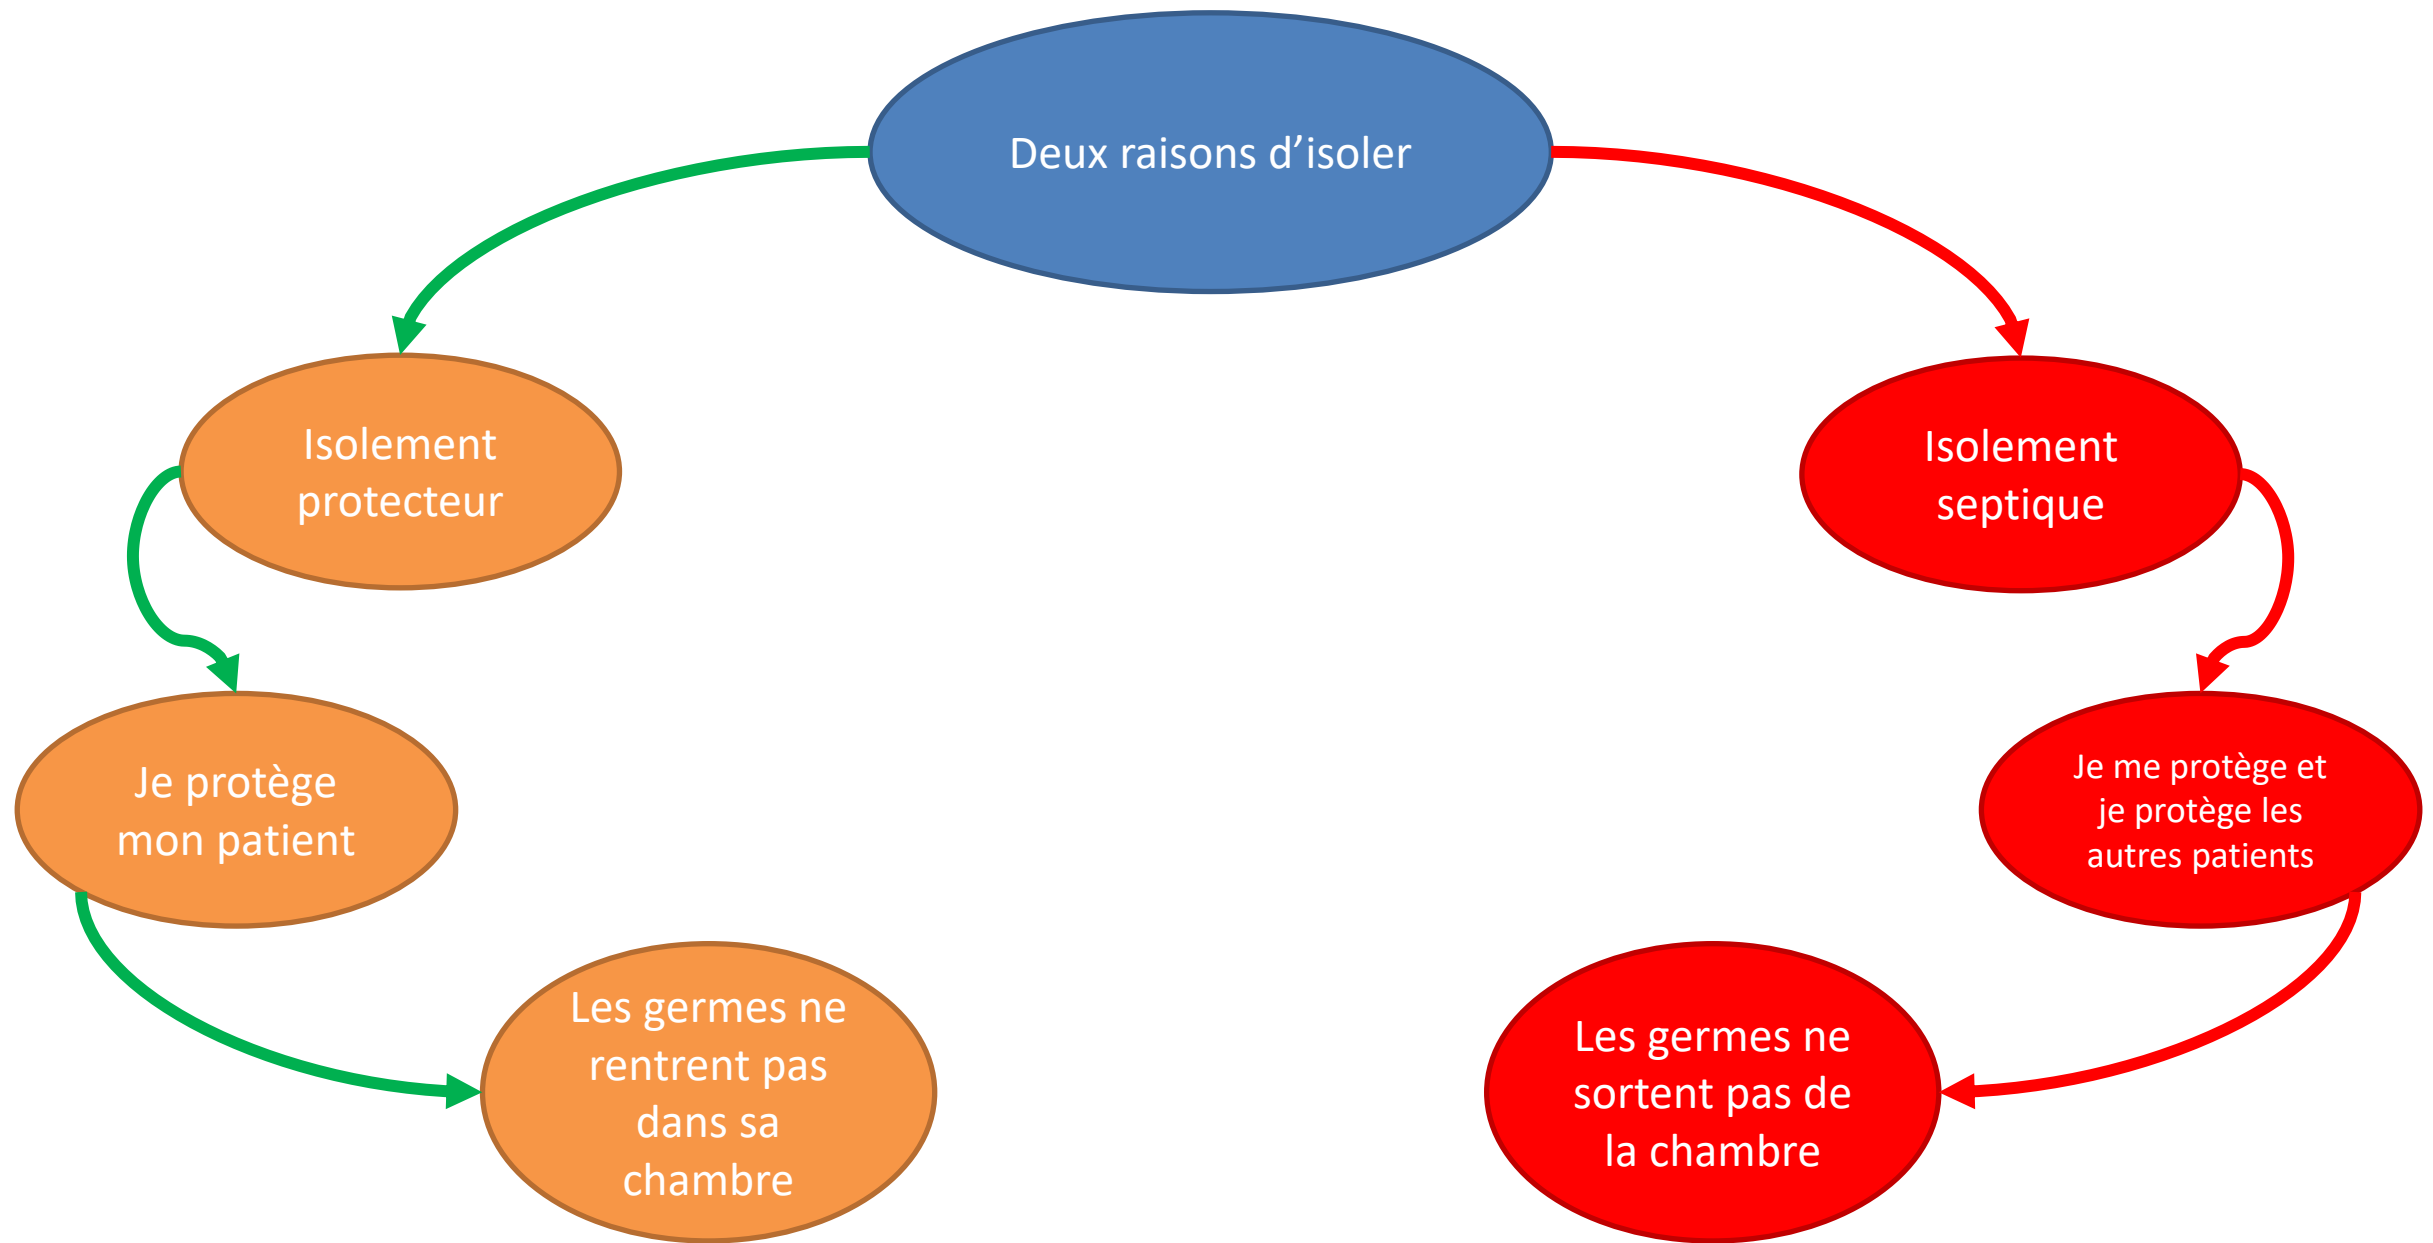 Deux raisons d’isoler
Isolement
protecteur
Isolement
septique
Je protège
mon patient
Je me protège et
je protège les
autres patients
Les germes ne
rentrent pas
dans sa
chambre
Les germes ne
sortent pas de
la chambre